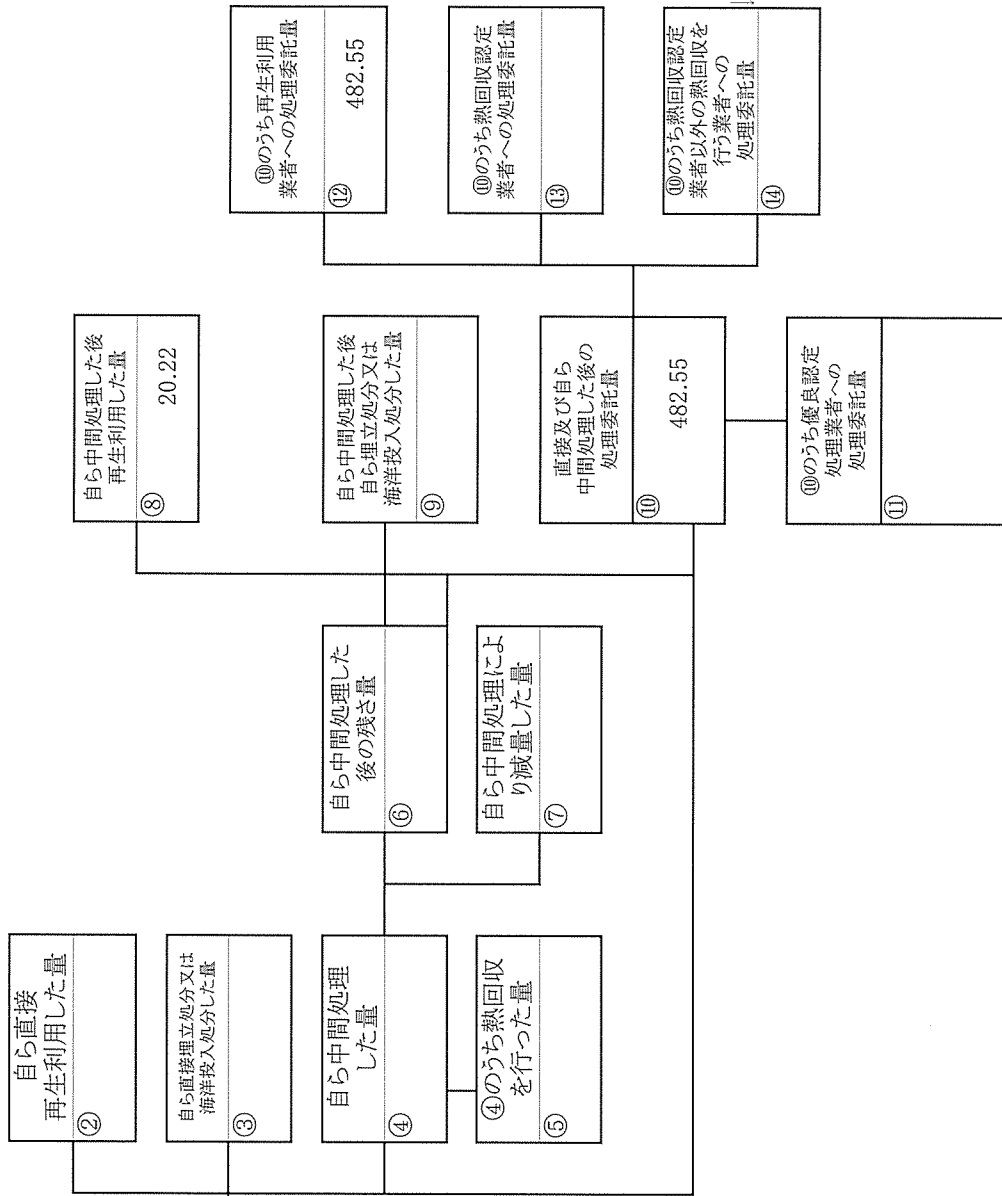 自ら直接
再生利用した量
②
自ら直接埋立処分又は
海洋投入処分した量
③
自ら中間処理
した量
④
④のうち熱回収
を行った量
⑤
自ら中間処理した
後の残さ量
⑥
自ら中間処理によ
り減量した量
⑦
自ら中間処理した後
再生利用した量
⑧
20.22
自ら中間処理した後
自ら埋立処分又は
海洋投入処分した量
⑨
直接及び自ら
中間処理した後の
処理委託量
⑩
482.55
⑩のうち優良認定
処理業者への
処理委託量
⑪
⑩のうち再生利用
業者への処理委託量
⑫
482.55
⑩のうち熱回収認定
業者への処理委託量
⑬
⑩のうち熱回収認定
業者以外の熱回収を
行う業者への
処理委託量
⑭